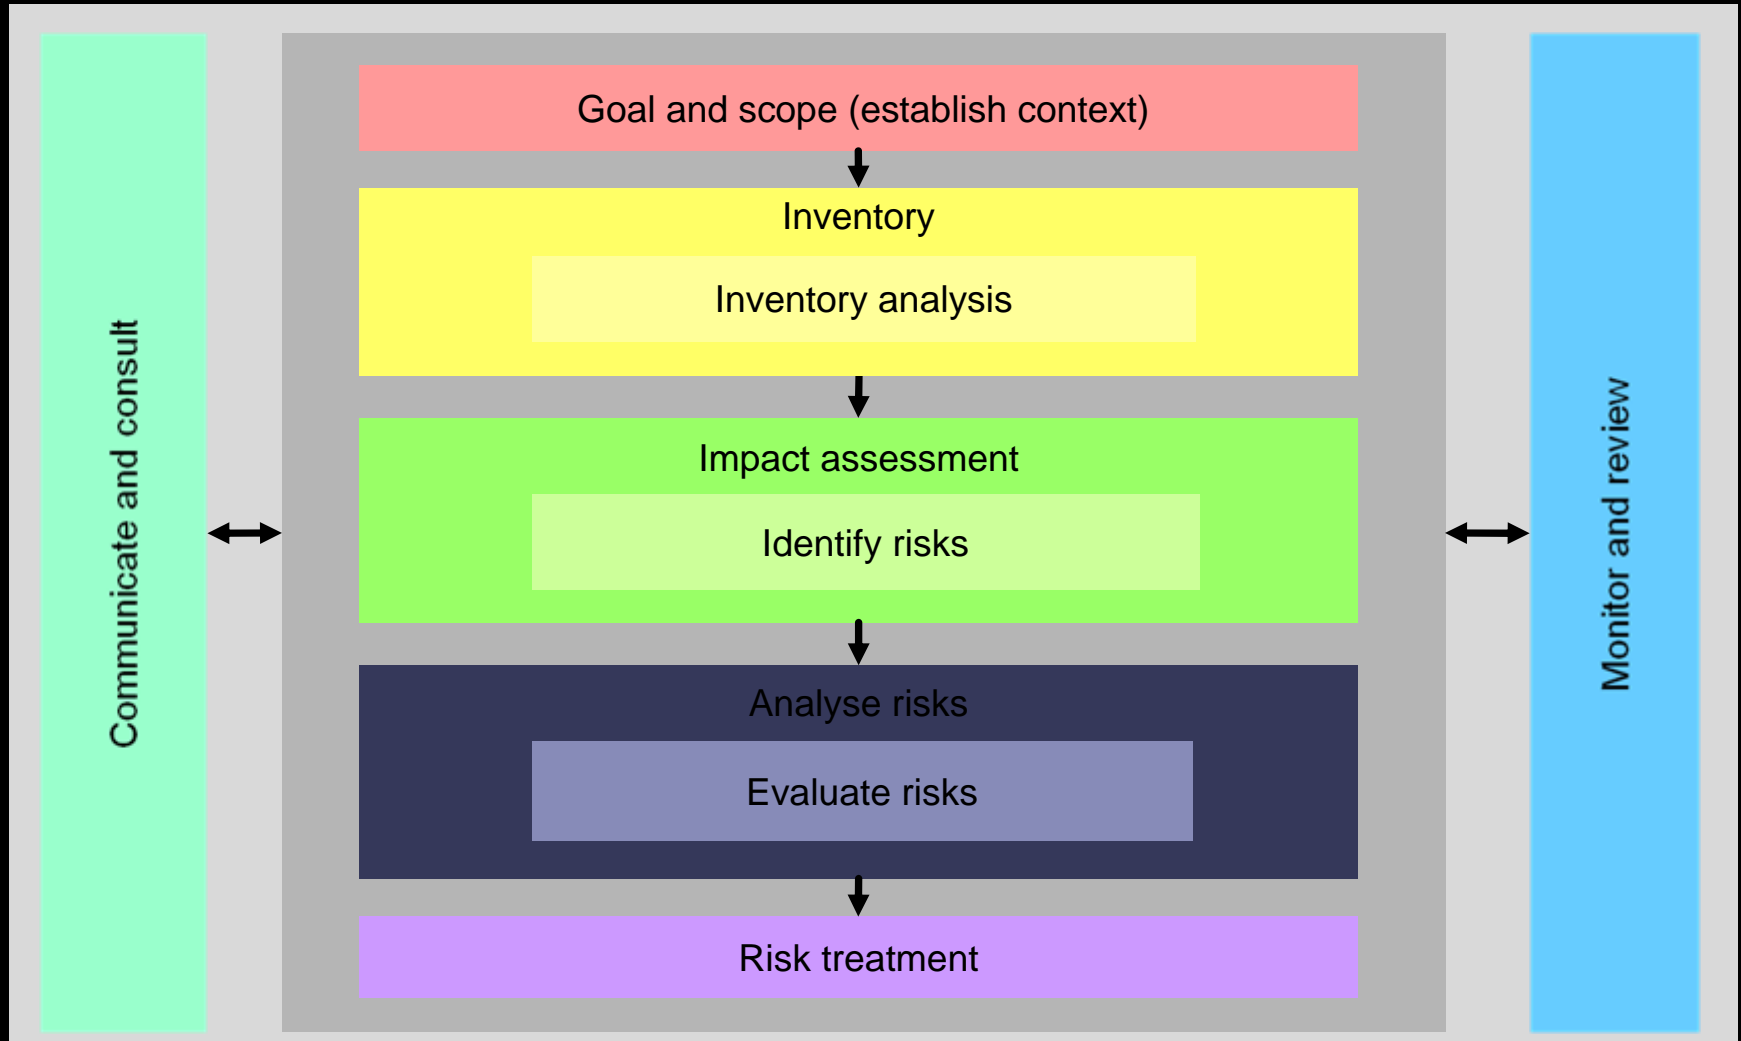 Communicate and consult
Goal and scope (establish context)
Inventory
Inventory analysis
Impact assessment
Identify risks
Analyse risks
Evaluate risks
Risk treatment
Monitor and review